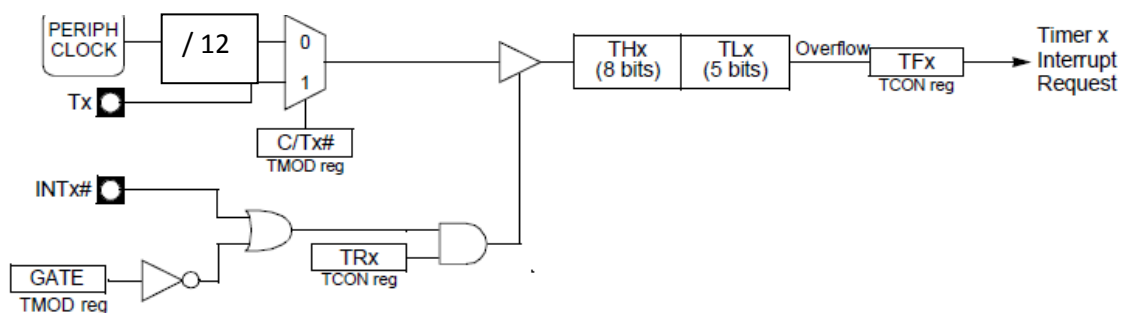 PERIPH
CLOCK
/ 12
0
1
Tx
C/Tx#
TMOD reg
THx
(8 bits)
TLx
(5 bits)
Overflow
TFx
TCON reg
Timer x
Interrupt
Request
INTx#
TRx
TCON reg
GATE
TMOD reg